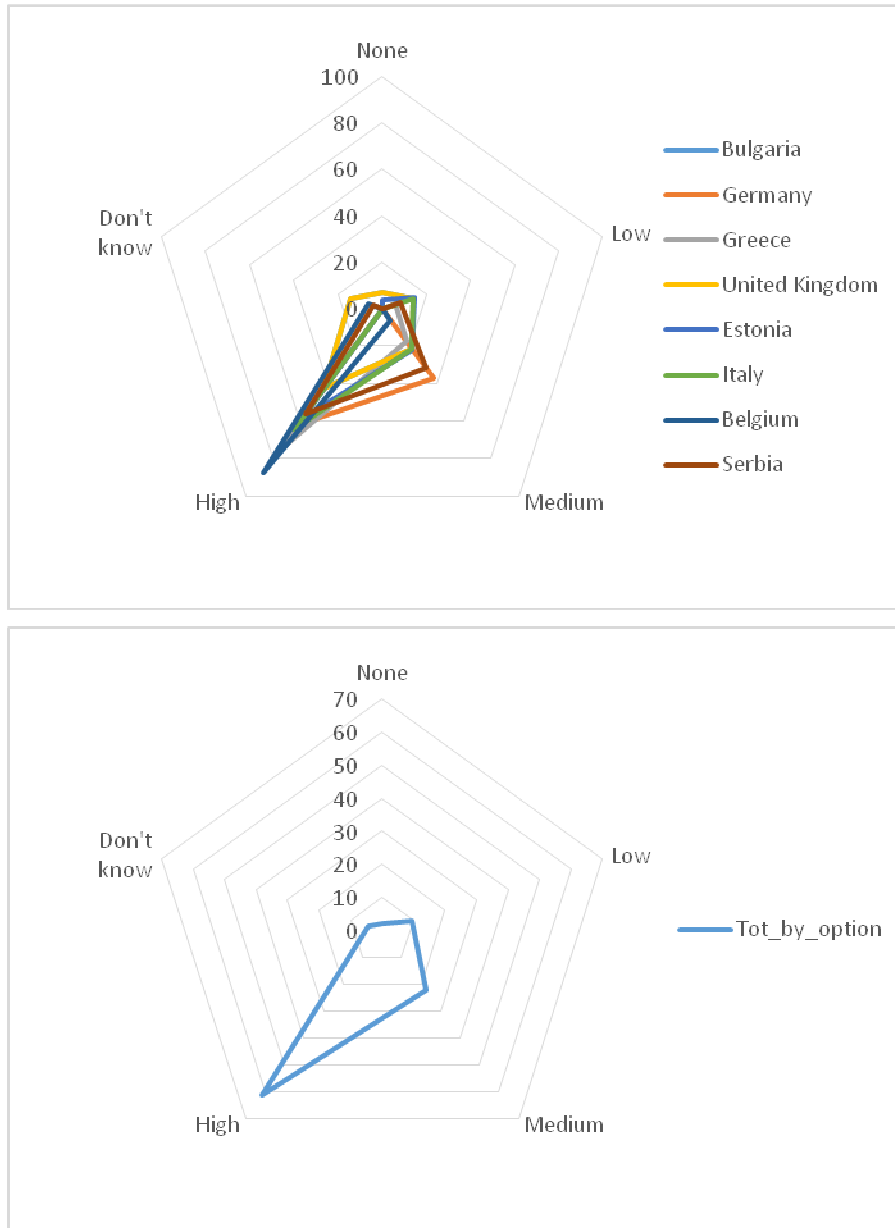 None
100
80
60
40
20
0
Don't
know
Low
High
Medium
Bulgaria
Germany
Greece
United Kingdom
Estonia
Italy
Belgium
Serbia
None
70
60
50
40
30
20
10
0
Don't
know
Low
High
Medium
Tot_by_option